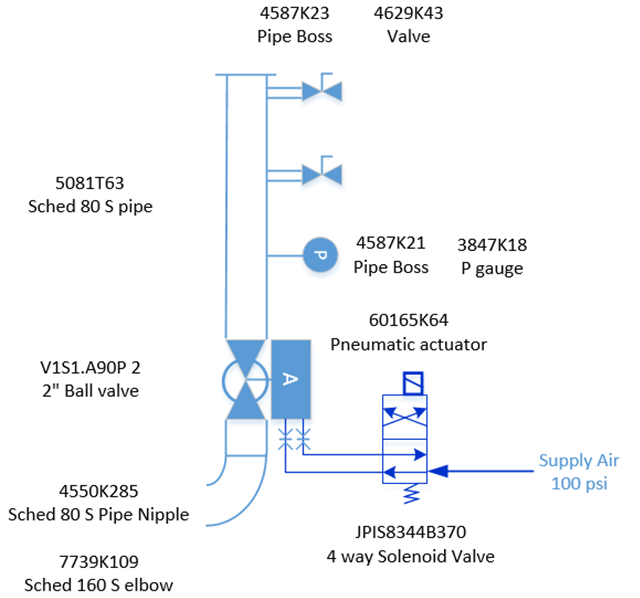 4587K23
Pipe Boss
4629K43
Valve
5081T63
Sched 80 S pipe
P
4587K21
Pipe Boss
3847K18
P gauge
60165K64
Pneumatic actuator
V1S1.A90P 2
2" Ball valve
A
Supply Air
100 psi
4550K285
Sched 80 S Pipe Nipple
JPIS8344B370
4 way Solenoid Valve
7739K109
Sched 160 S elbow